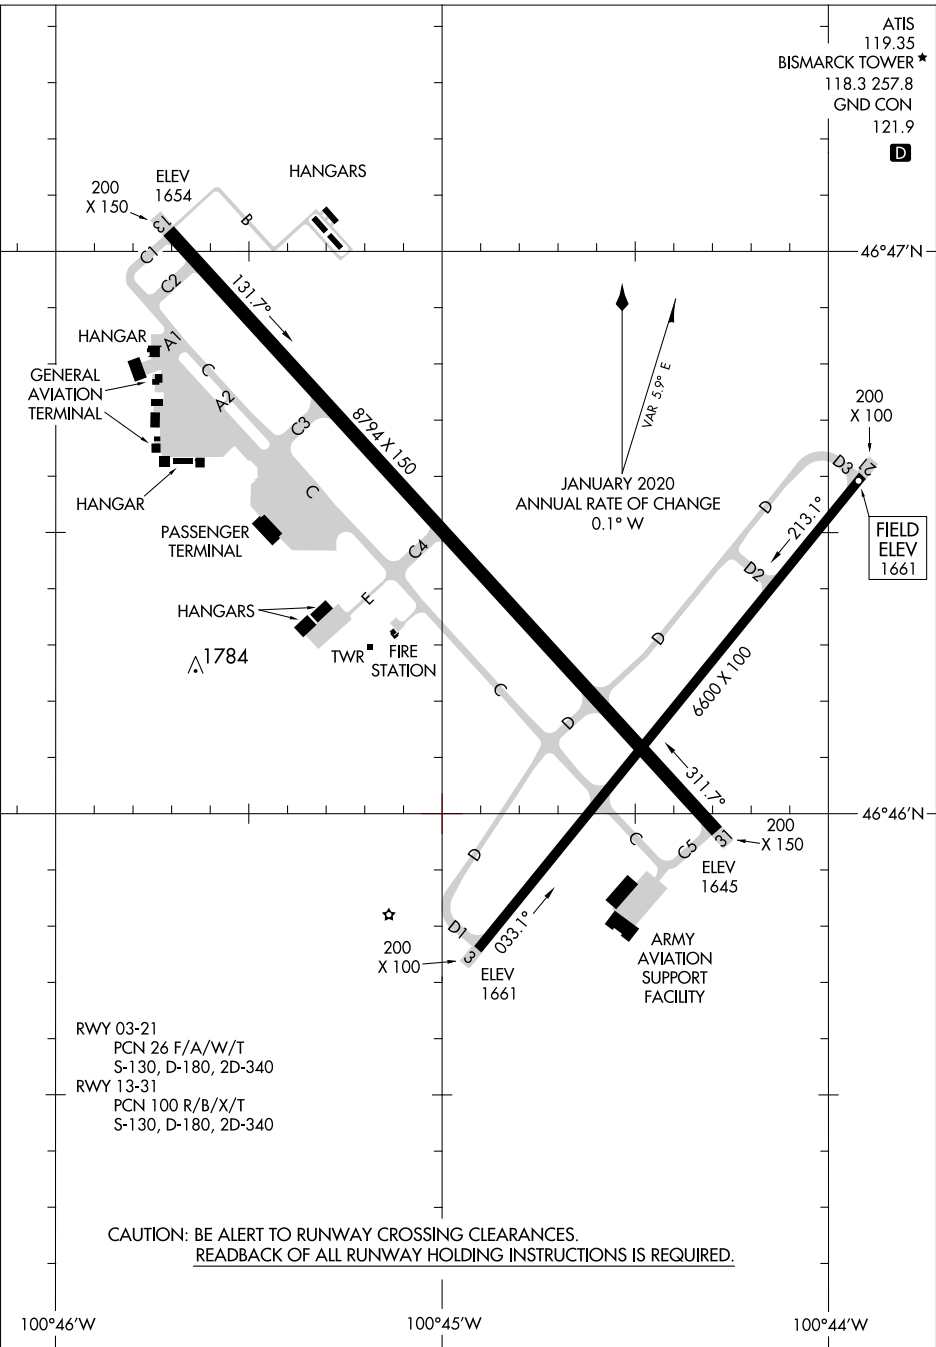 ATIS
119.35
BISMARCK TOWER
118.3 257.8
GND CON
121.9
D
HANGARS
ELEV
1654
200
X 150
13
B
C1
C2
46°47'N
131.7°
HANGAR
A1
GENERAL
AVIATION
TERMINAL
C
A2
C3
8794 X 150
VAR 5.9° E
200
X 100
D3
21
HANGAR
C
JANUARY 2020
ANNUAL RATE OF CHANGE
0.1° W
D
213.1°
FIELD
ELEV
1661
PASSENGER
TERMINAL
C4
D2
HANGARS
E
1784
TWR
FIRE
STATION
D
C
6600 X 100
D
311.7°
46°46'N
31
200
X 150
C
C5
ELEV
1645
D
D1
033.1°
3
200
X 100
ELEV
1661
ARMY
AVIATION
SUPPORT
FACILITY
RWY 03-21
PCN 26 F/A/W/T
S-130, D-180, 2D-340
RWY 13-31
PCN 100 R/B/X/T
S-130, D-180, 2D-340
CAUTION: BE ALERT TO RUNWAY CROSSING CLEARANCES.
READBACK OF ALL RUNWAY HOLDING INSTRUCTIONS IS REQUIRED.
100°46'W
100°45'W
100°44'W